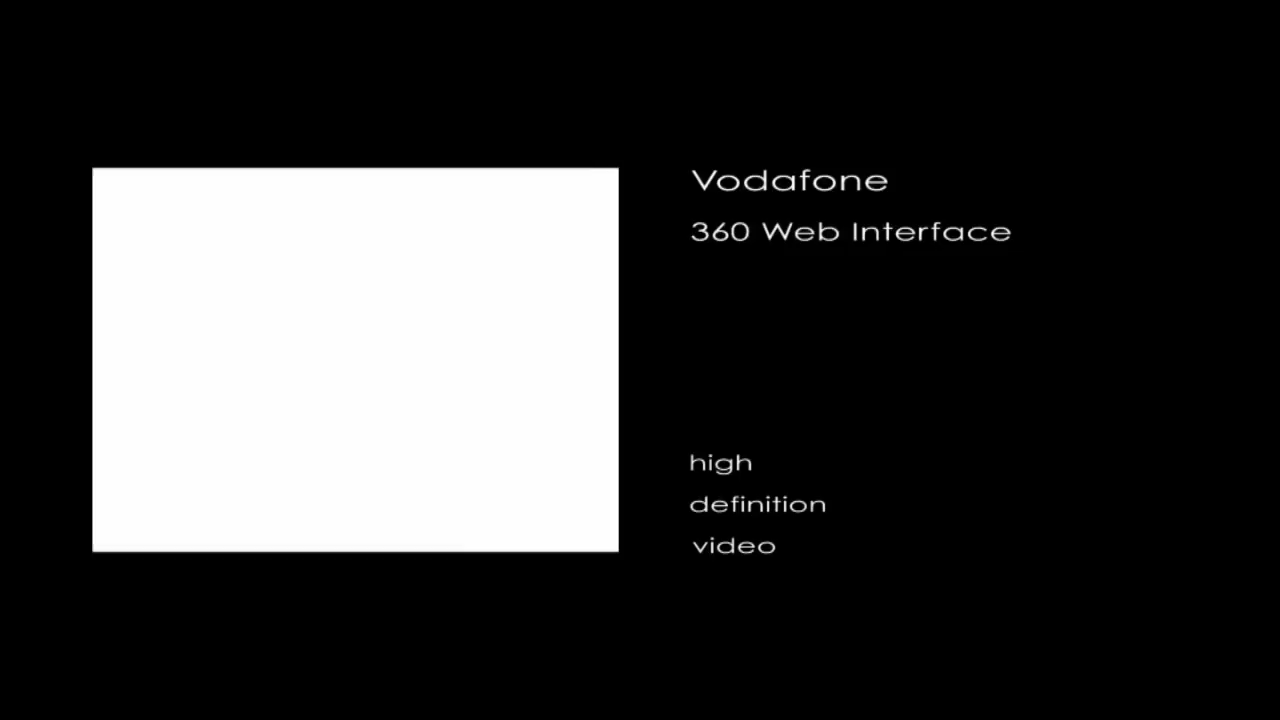 Vodafone
360 Web Interface
high
definition
video